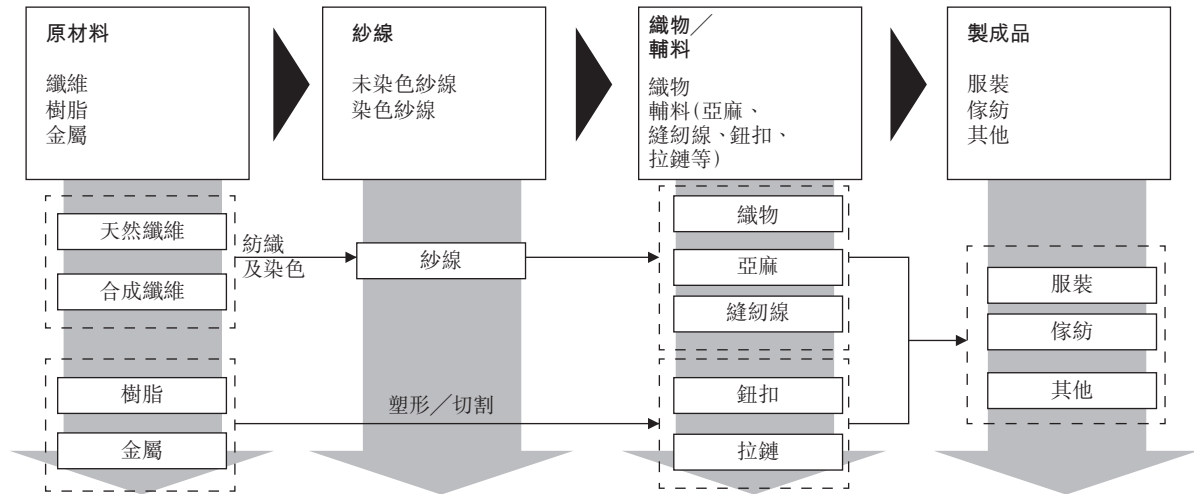 原材料
纖維
樹脂
金屬
紗線
未染色紗線
染色紗線
織物／
輔料
織物
輔料(亞麻、
縫紉線、鈕扣、
拉鏈等)
製成品
服裝
傢紡
其他
天然纖維
合成纖維
紡織
及染色
紗線
織物
亞麻
縫紉線
樹脂
金屬
塑形／切割
鈕扣
拉鏈
服裝
傢紡
其他